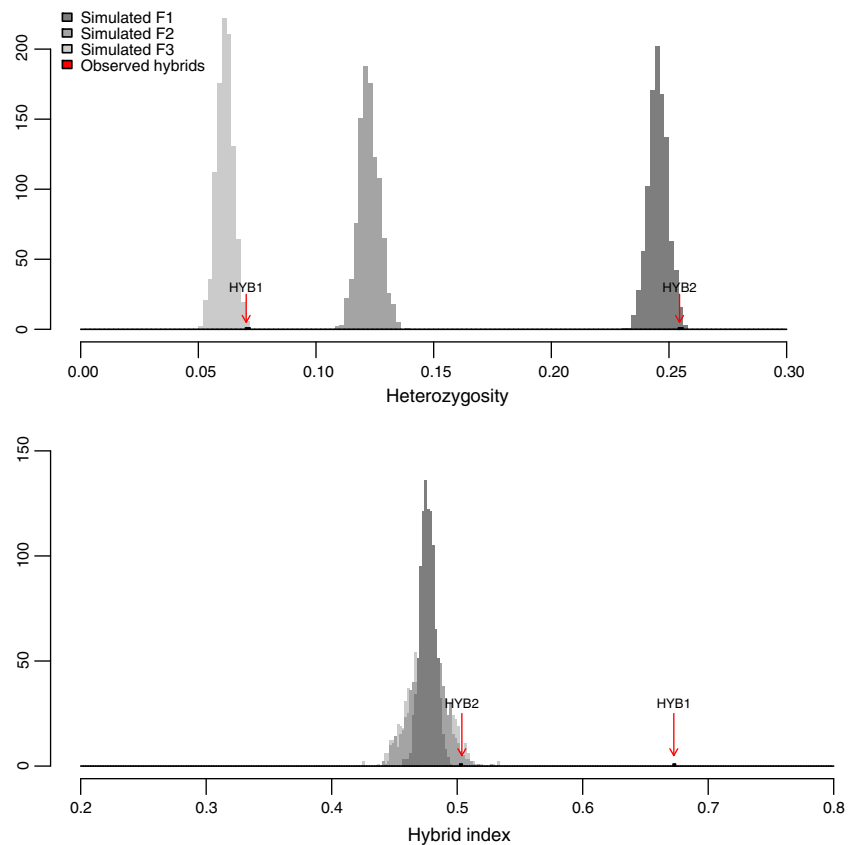 Simulated F1
Simulated F2
Simulated F3
Observed hybrids
200
150
100
50
0
HYB1
HYB2
0.00 0.05 0.10 0.15 0.20 0.25 0.30
Heterozygosity
150
100
50
0
HYB2
HYB1
0.2 0.3 0.4 0.5 0.6 0.7 0.8
Hybrid index